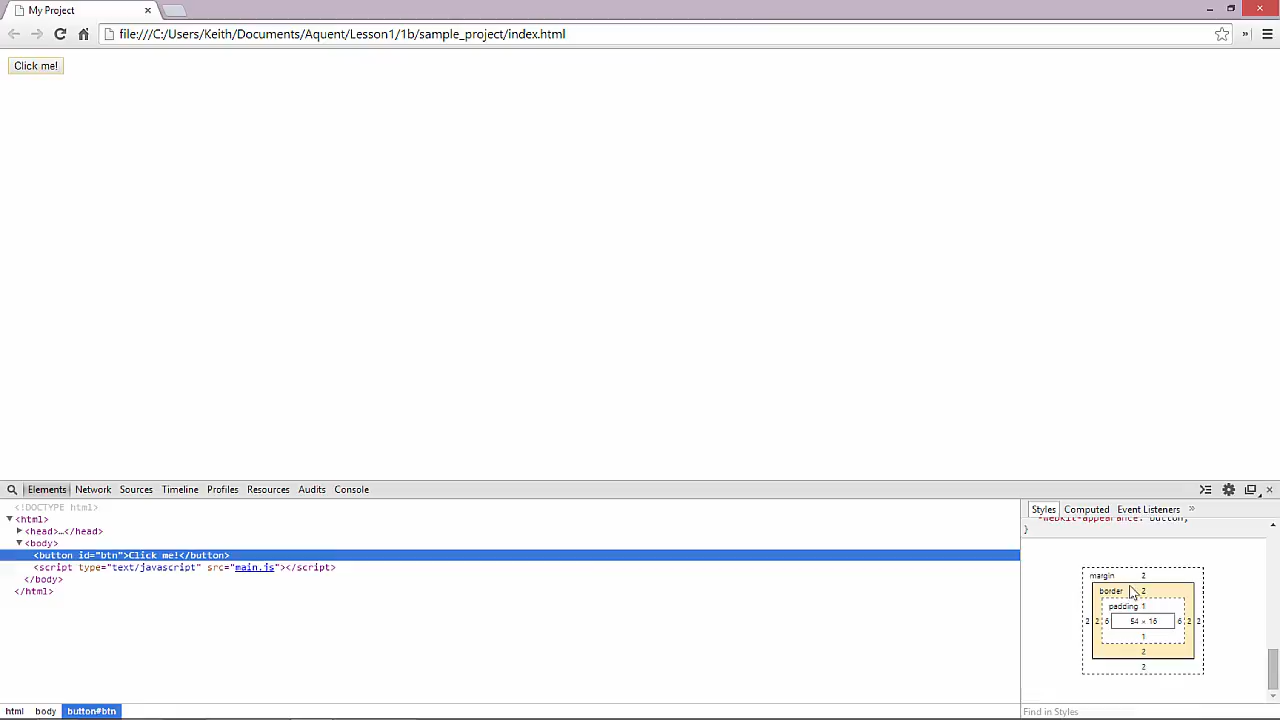 My Project
file:///C:/Users/Keith/Documents/Aquent/Lesson1/1b/sample_project/index.html
Click me!
Elements Network Sources Timeline Profiles Resources Audits Console
<!DOCTYPE html>
<html>
<head>…</head>
<body>
<button id="btn">Click me!</button>
<script type="text/javascript" src="main.js"></script>
</body>
</html>
html body button#btn
Styles Computed Event Listeners »
-webkit-appearance: button;
}
margin 2
border 2
padding 1
2 2 6 54 × 16 6 2 2
1
2
2
Find in Styles